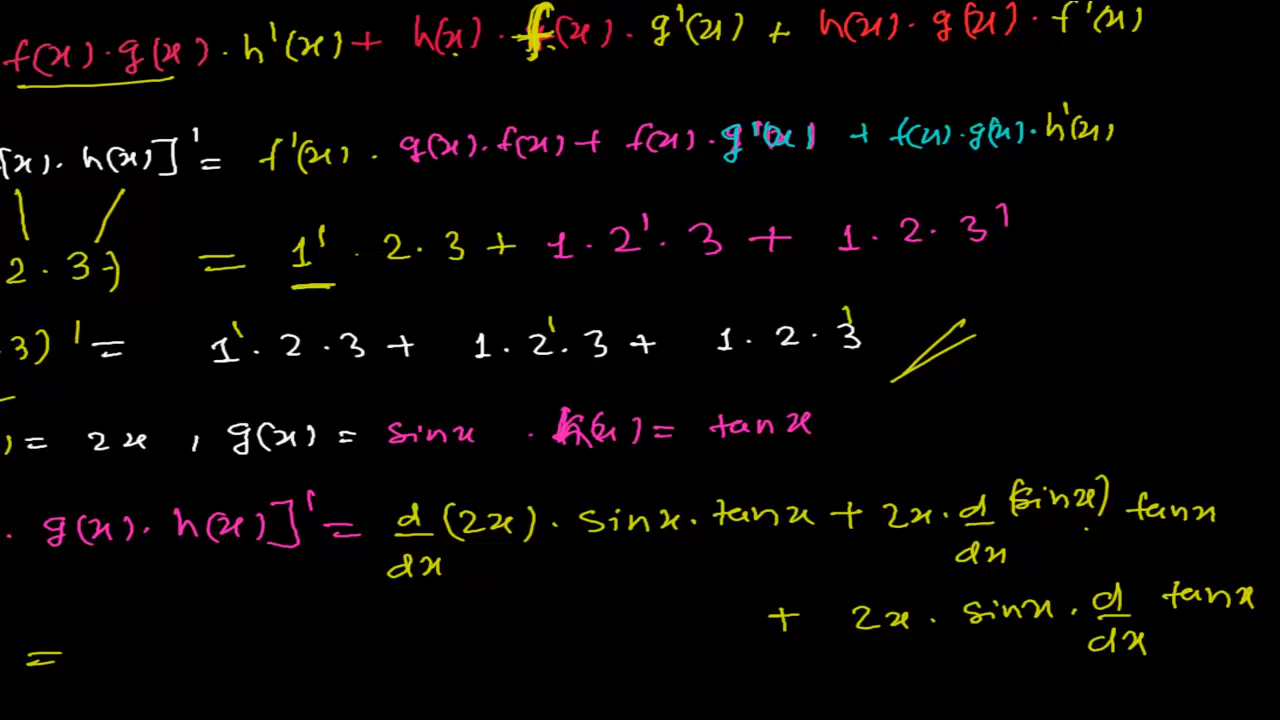 f(x) · g(x) · h'(x) + h(x) · f(x) · g'(x) + h(x) · g(x) · f'(x)
(x) · h(x)]' = f'(x) · g(x) · f(x) + f(x) · g'(x) + f(x) · g(x) · h'(x)
2 · 3) = 1' · 2 · 3 + 1 · 2' · 3 + 1 · 2 · 3'
3)' = 1' · 2 · 3 + 1 · 2' · 3 + 1 · 2 · 3'
) = 2x , g(x) = sinx · h(x) = tanx
· g(x) · h(x)]' = d/dx (2x) · sinx · tanx + 2x · d/dx (sinx) tanx
+ 2x · sinx · d/dx tanx
=